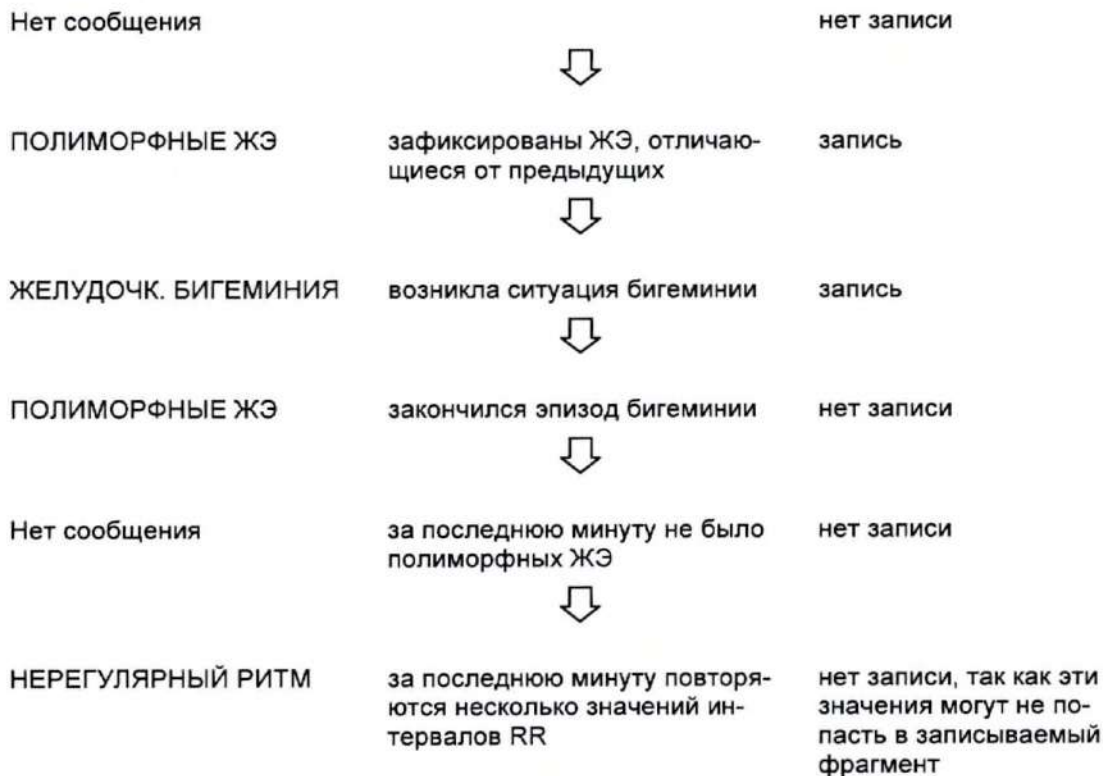 Нет сообщения нет записи
ПОЛИМОРФНЫЕ ЖЭ зафиксированы ЖЭ, отличаю- запись
щиеся от предыдущих
ЖЕЛУДОЧК. БИГЕМИНИЯ возникла ситуация бигеминии запись
ПОЛИМОРФНЫЕ ЖЭ закончился эпизод бигеминии нет записи
Нет сообщения за последнюю минуту не было нет записи
полиморфных ЖЭ
НЕРЕГУЛЯРНЫЙ РИТМ за последнюю минуту повторя- нет записи, так как эти
ются несколько значений ин- значения могут не по-
тервалов RR пасть в записываемый
фрагмент